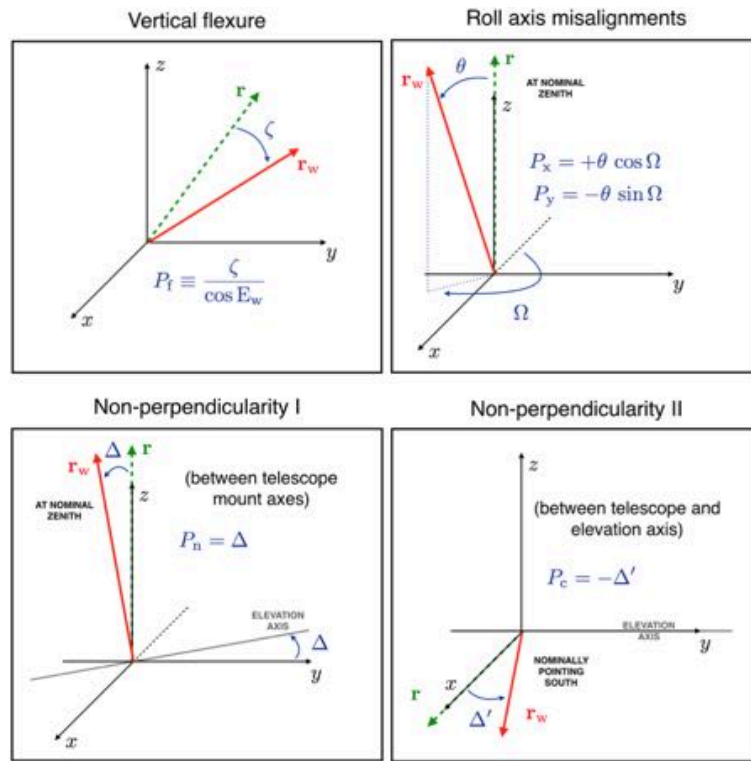 Vertical flexure
z
r
ζ
r_w
y
P_f ≡ ζ / cos E_w
x
Roll axis misalignments
θ
r
r_w
AT NOMINAL
ZENITH
z
P_x = +θ cos Ω
P_y = −θ sin Ω
y
Ω
x
Non-perpendicularity I
Δ
r
r_w
(between telescope
mount axes)
z
AT NOMINAL
ZENITH
P_n = Δ
ELEVATION
AXIS
Δ
y
x
Non-perpendicularity II
z
(between telescope and
elevation axis)
P_c = −Δ′
ELEVATION
AXIS
y
NOMINALLY
POINTING
SOUTH
x
r
Δ′
r_w